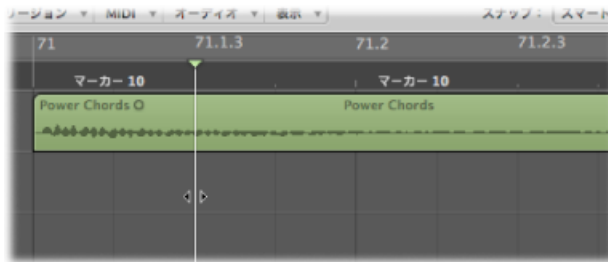 ージョン MIDI オーディオ 表示 スナップ： スマート
71 71.1.3 71.2 71.2.3
マーカー 10 マーカー 10
Power Chords Power Chords